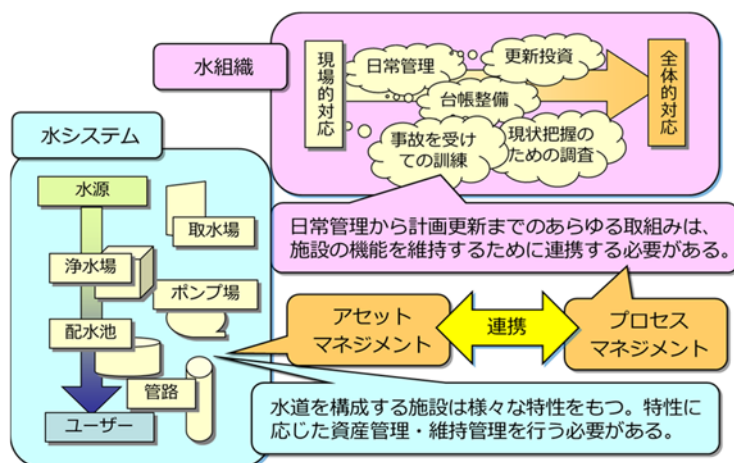 水組織
現場的対応
日常管理
更新投資
台帳整備
事故を受け
ての訓練
現状把握の
ための調査
全体的対応
水システム
水源
取水場
浄水場
ポンプ場
配水池
管路
ユーザー
日常管理から計画更新までのあらゆる取組みは、
施設の機能を維持するために連携する必要がある。
アセット
マネジメント
連携
プロセス
マネジメント
水道を構成する施設は様々な特性をもつ。特性に
応じた資産管理・維持管理を行う必要がある。